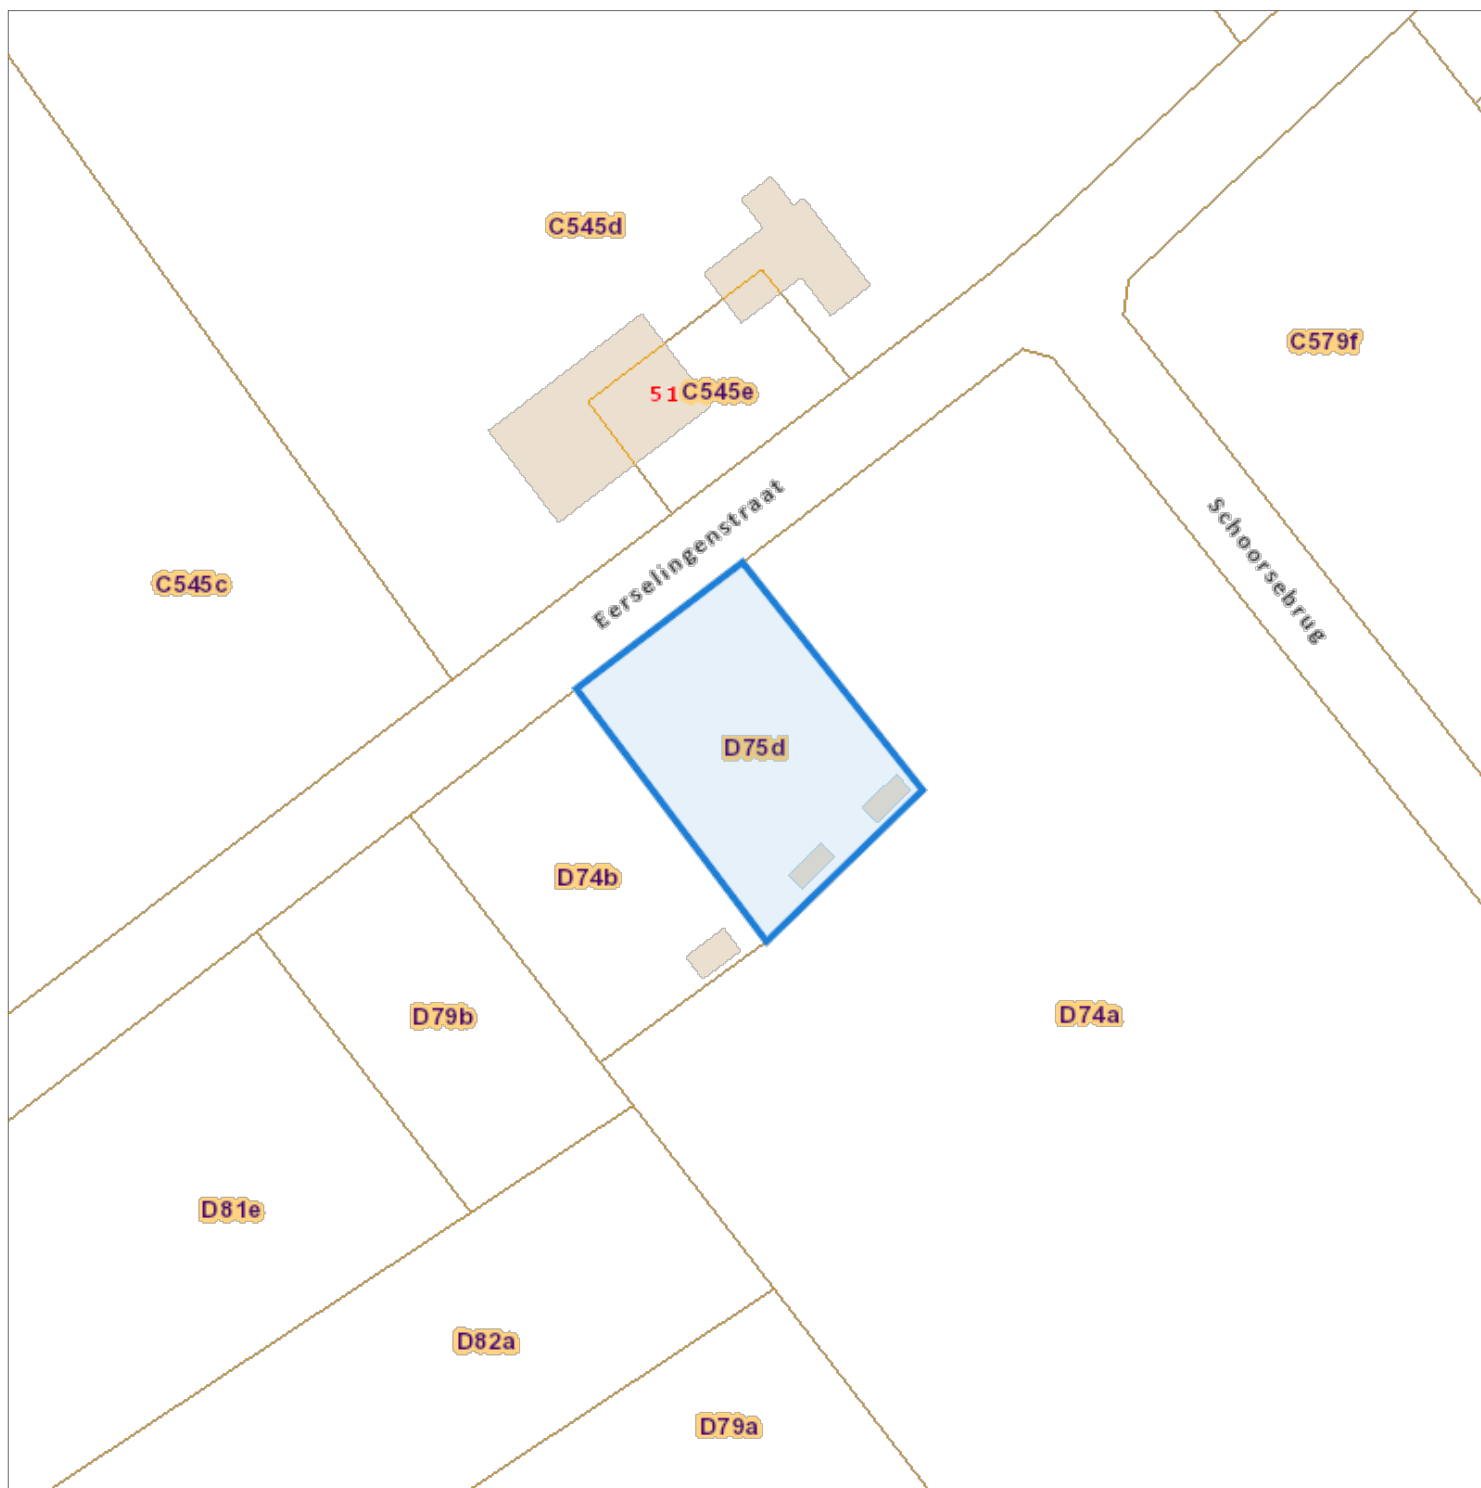 C545d
C579f
51
C545e
Eerselingenstraat
Schoorsebrug
C545c
D75d
D74b
D79b
D74a
D81e
D82a
D79a